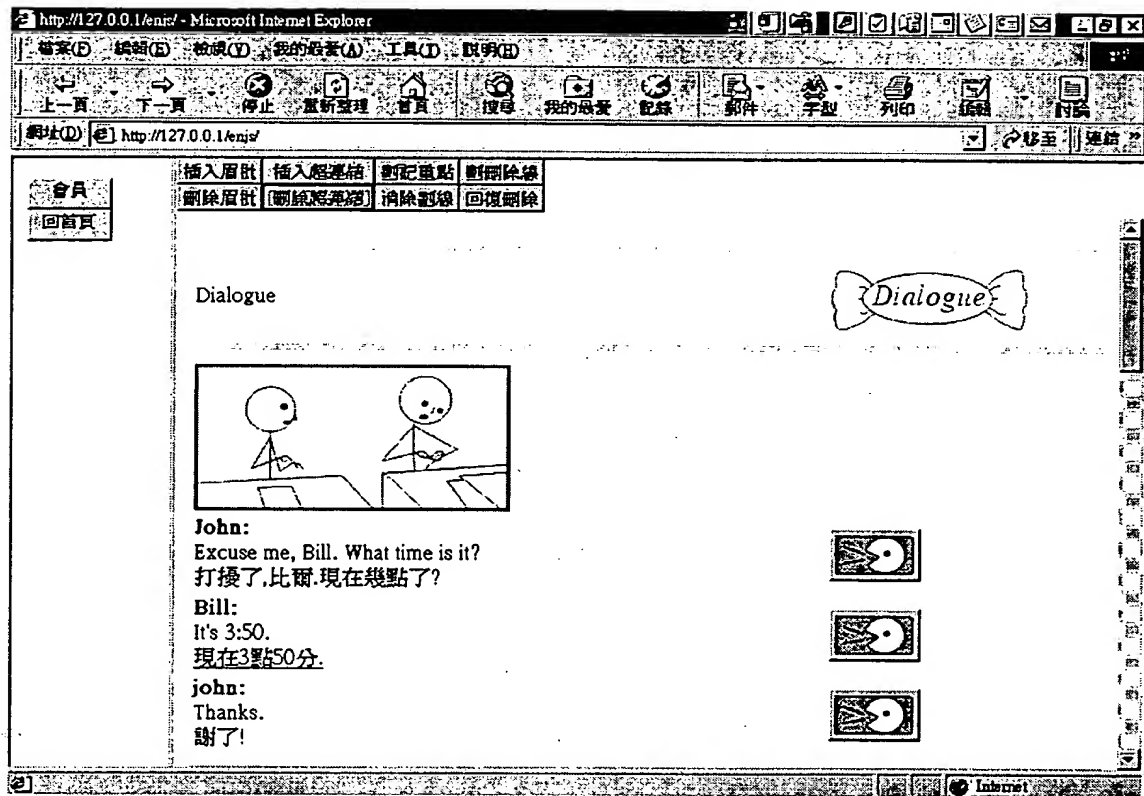 http://127.0.0.1/enjs/ - Microsoft Internet Explorer
檔案(F) 編輯(E) 檢視(V) 我的最愛(A) 工具(T) 說明(H)
上一頁 下一頁 停止 重新整理 首頁 搜尋 我的最愛 記錄 郵件 字型 列印 編輯 討論
網址(D) http://127.0.0.1/enjs/ 移至 連結 »
會員
回首頁
插入眉批 插入超連結 劃記重點 劃刪除線
刪除眉批 [刪除超連結] 消除劃線 回復刪除
Dialogue
Dialogue
John:
Excuse me, Bill. What time is it?
打擾了,比爾.現在幾點了?
Bill:
It's 3:50.
現在3點50分.
john:
Thanks.
謝了!
Internet